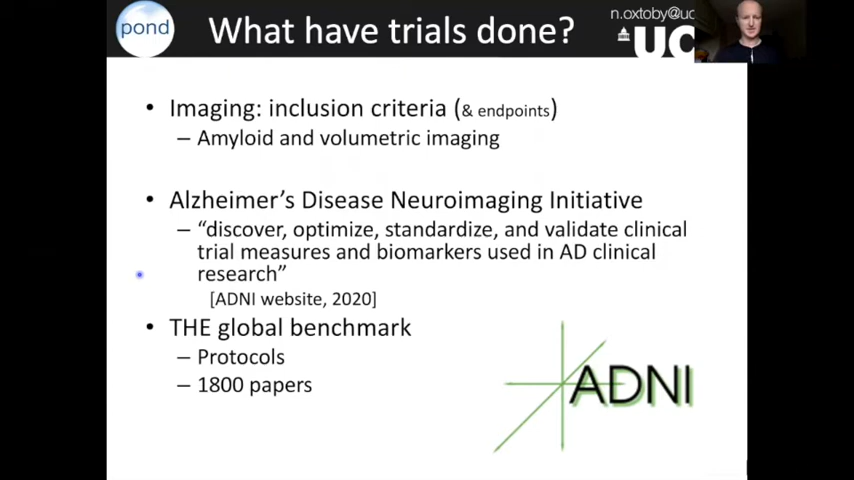 pond
What have trials done?
n.oxtoby@uc
UC
• Imaging: inclusion criteria (& endpoints)
– Amyloid and volumetric imaging
• Alzheimer's Disease Neuroimaging Initiative
– “discover, optimize, standardize, and validate clinical
trial measures and biomarkers used in AD clinical
research”
[ADNI website, 2020]
• THE global benchmark
– Protocols
– 1800 papers
ADNI